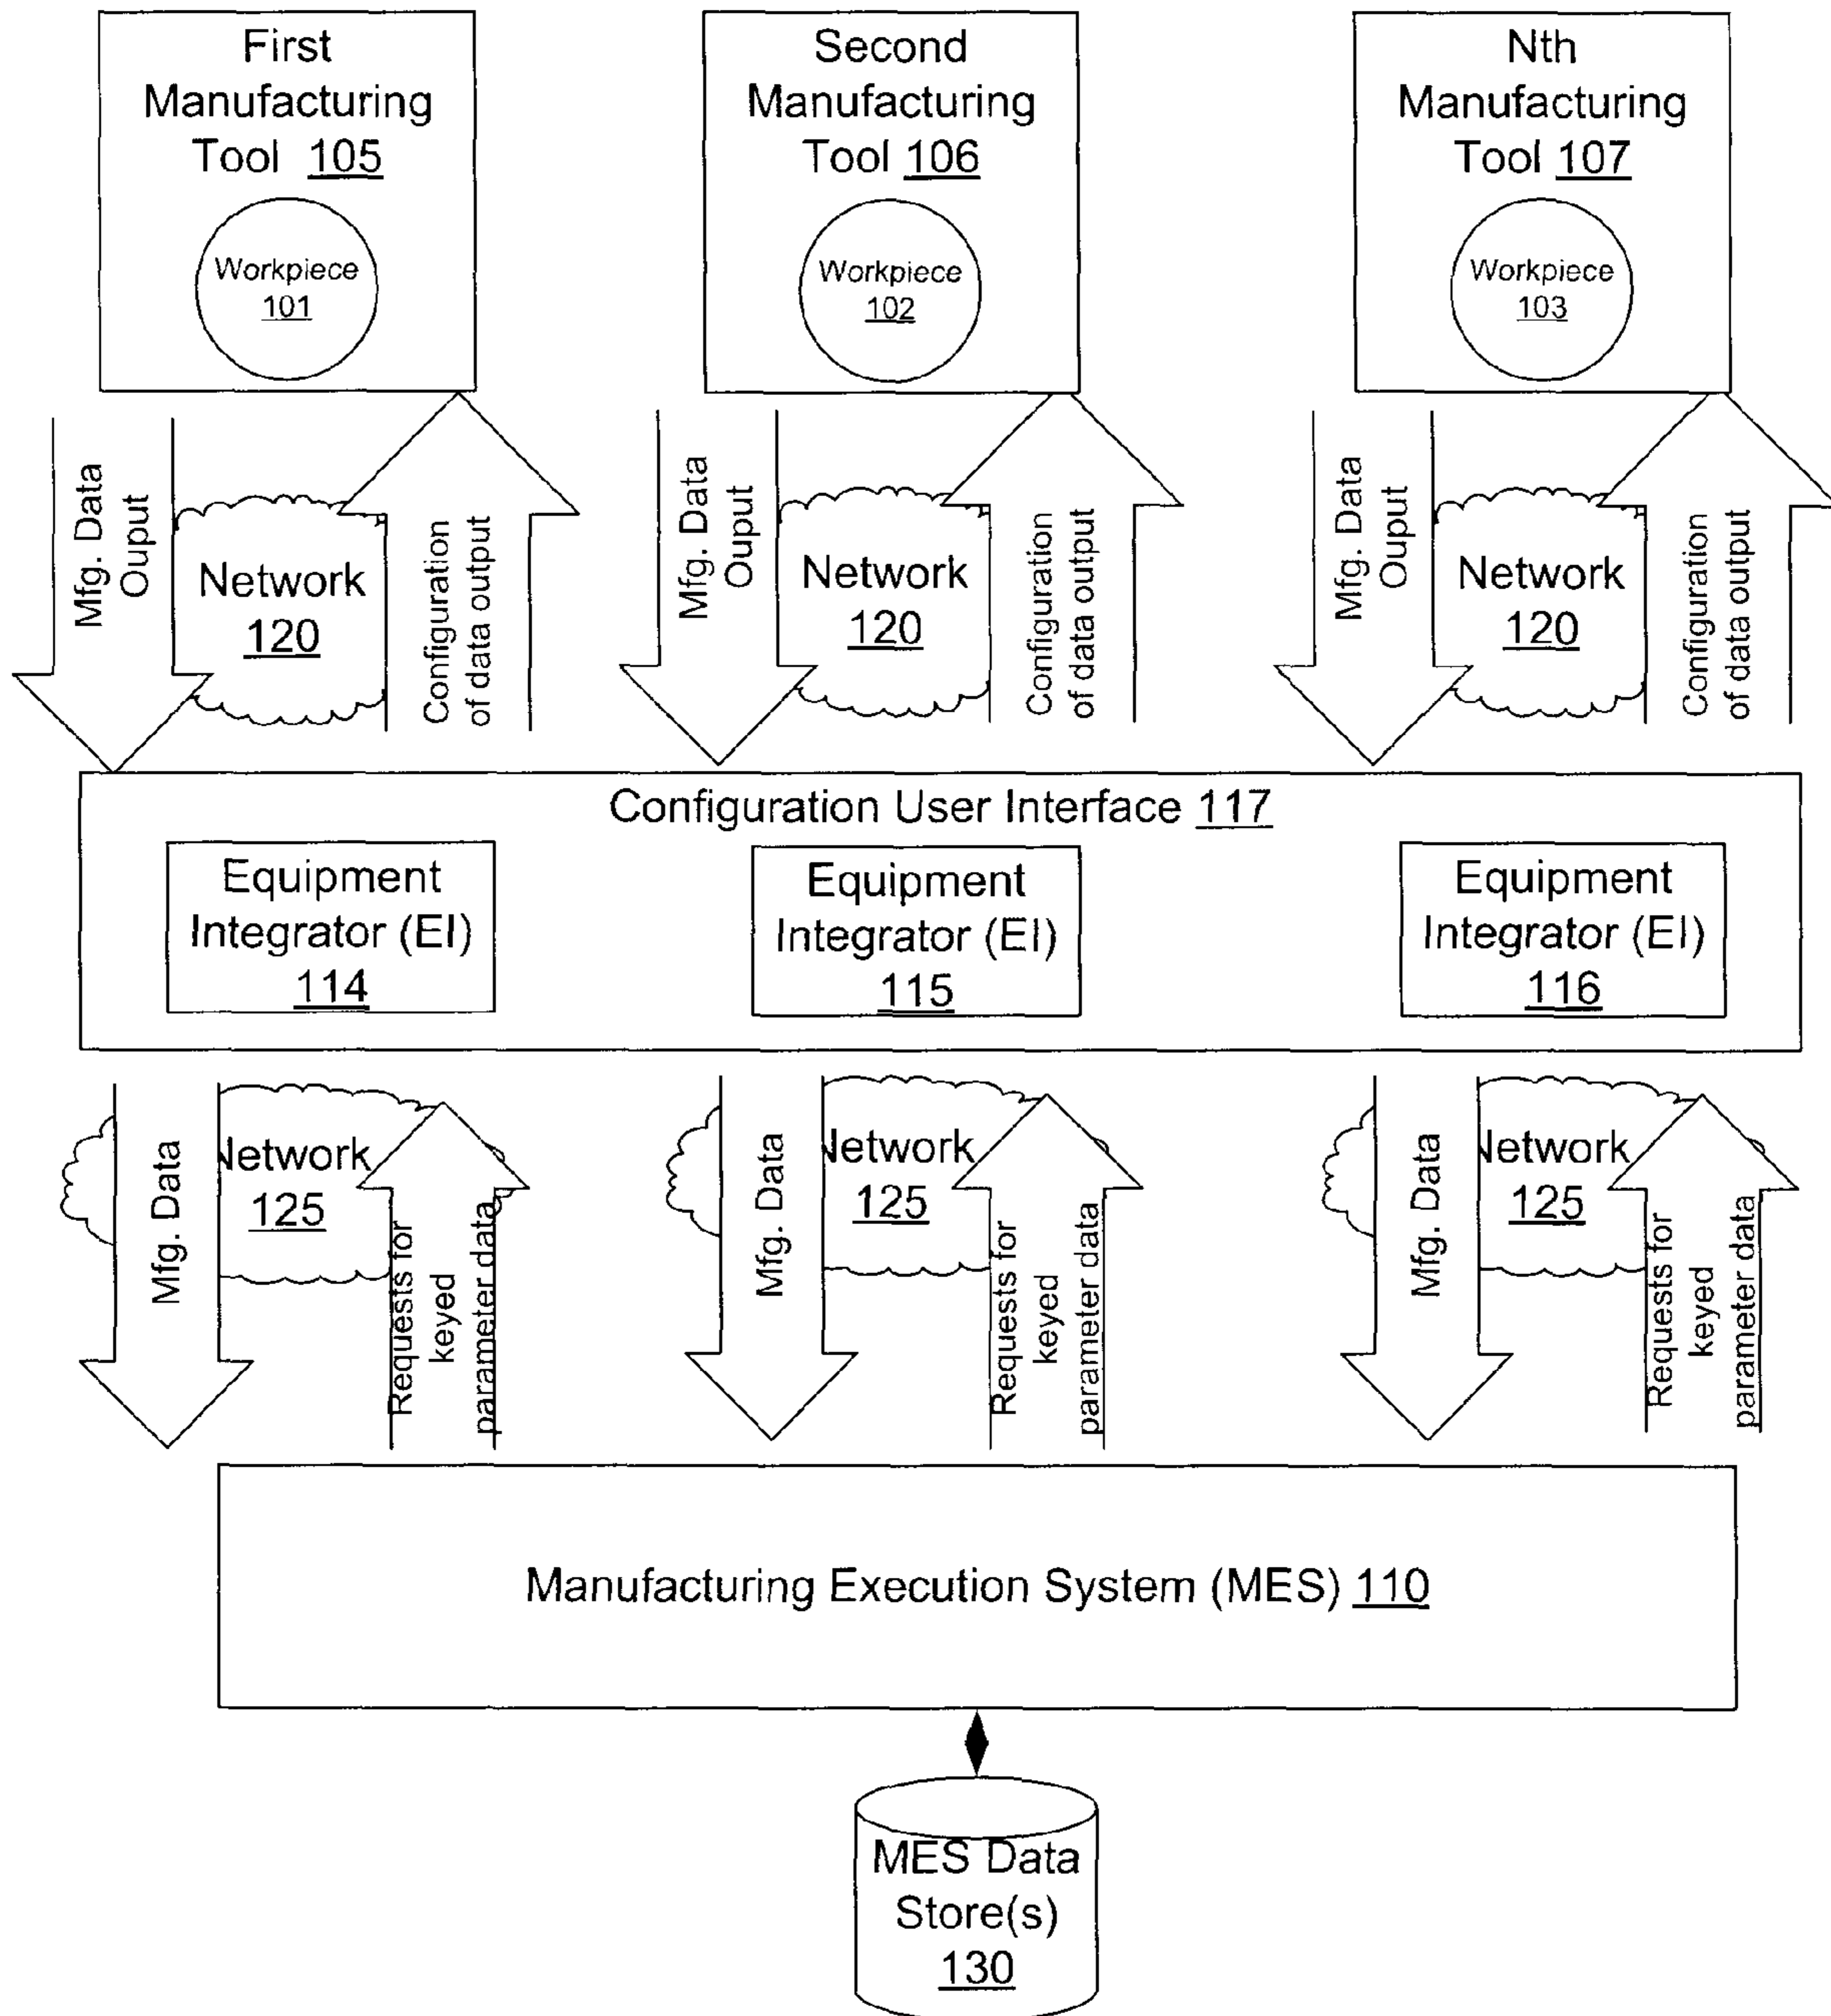 First
Manufacturing
Tool 105
Workpiece
101
Second
Manufacturing
Tool 106
Workpiece
102
Nth
Manufacturing
Tool 107
Workpiece
103
Mfg. Data
Ouput
Network
120
Configuration
of data output
Mfg. Data
Ouput
Network
120
Configuration
of data output
Mfg. Data
Ouput
Network
120
Configuration
of data output
Configuration User Interface 117
Equipment
Integrator (EI)
114
Equipment
Integrator (EI)
115
Equipment
Integrator (EI)
116
Mfg. Data
Network
125
Requests for
keyed
parameter data
Mfg. Data
Network
125
Requests for
keyed
parameter data
Mfg. Data
Network
125
Requests for
keyed
parameter data
Manufacturing Execution System (MES) 110
MES Data
Store(s)
130